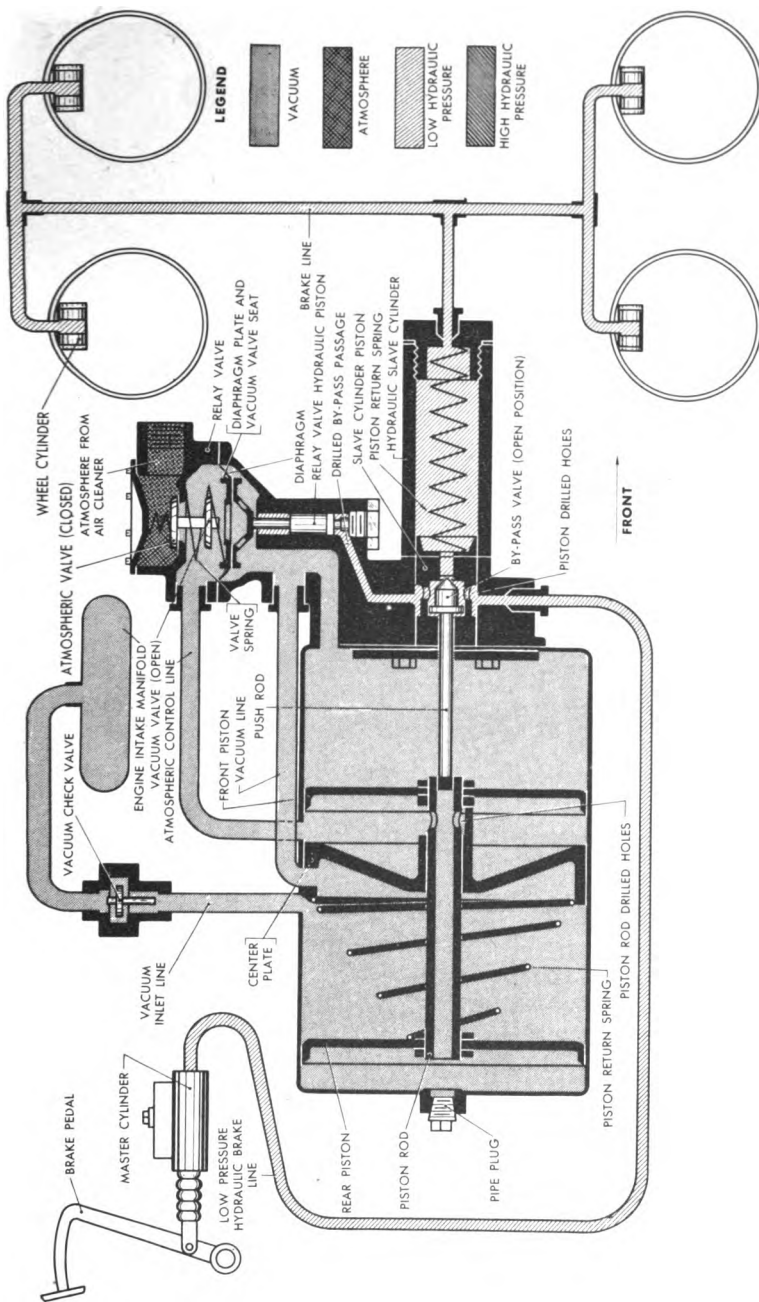 BRAKE PEDAL
MASTER CYLINDER
LOW PRESSURE
HYDRAULIC BRAKE
LINE
VACUUM
INLET LINE
VACUUM CHECK VALVE
ENGINE INTAKE MANIFOLD
VACUUM VALVE (OPEN)
ATMOSPHERIC CONTROL LINE
ATMOSPHERIC VALVE (CLOSED)
ATMOSPHERE FROM
AIR CLEANER
WHEEL CYLINDER
RELAY VALVE
DIAPHRAGM PLATE AND
VACUUM VALVE SEAT
VALVE
SPRING
DIAPHRAGM
RELAY VALVE HYDRAULIC PISTON
DRILLED BY-PASS PASSAGE
SLAVE CYLINDER PISTON
PISTON RETURN SPRING
HYDRAULIC SLAVE CYLINDER
BRAKE LINE
LEGEND
VACUUM
ATMOSPHERE
LOW HYDRAULIC
PRESSURE
HIGH HYDRAULIC
PRESSURE
FRONT PISTON
VACUUM LINE
PUSH ROD
CENTER
PLATE
REAR PISTON
PISTON ROD
PIPE PLUG
PISTON RETURN SPRING
PISTON ROD DRILLED HOLES
BY-PASS VALVE (OPEN POSITION)
PISTON DRILLED HOLES
FRONT